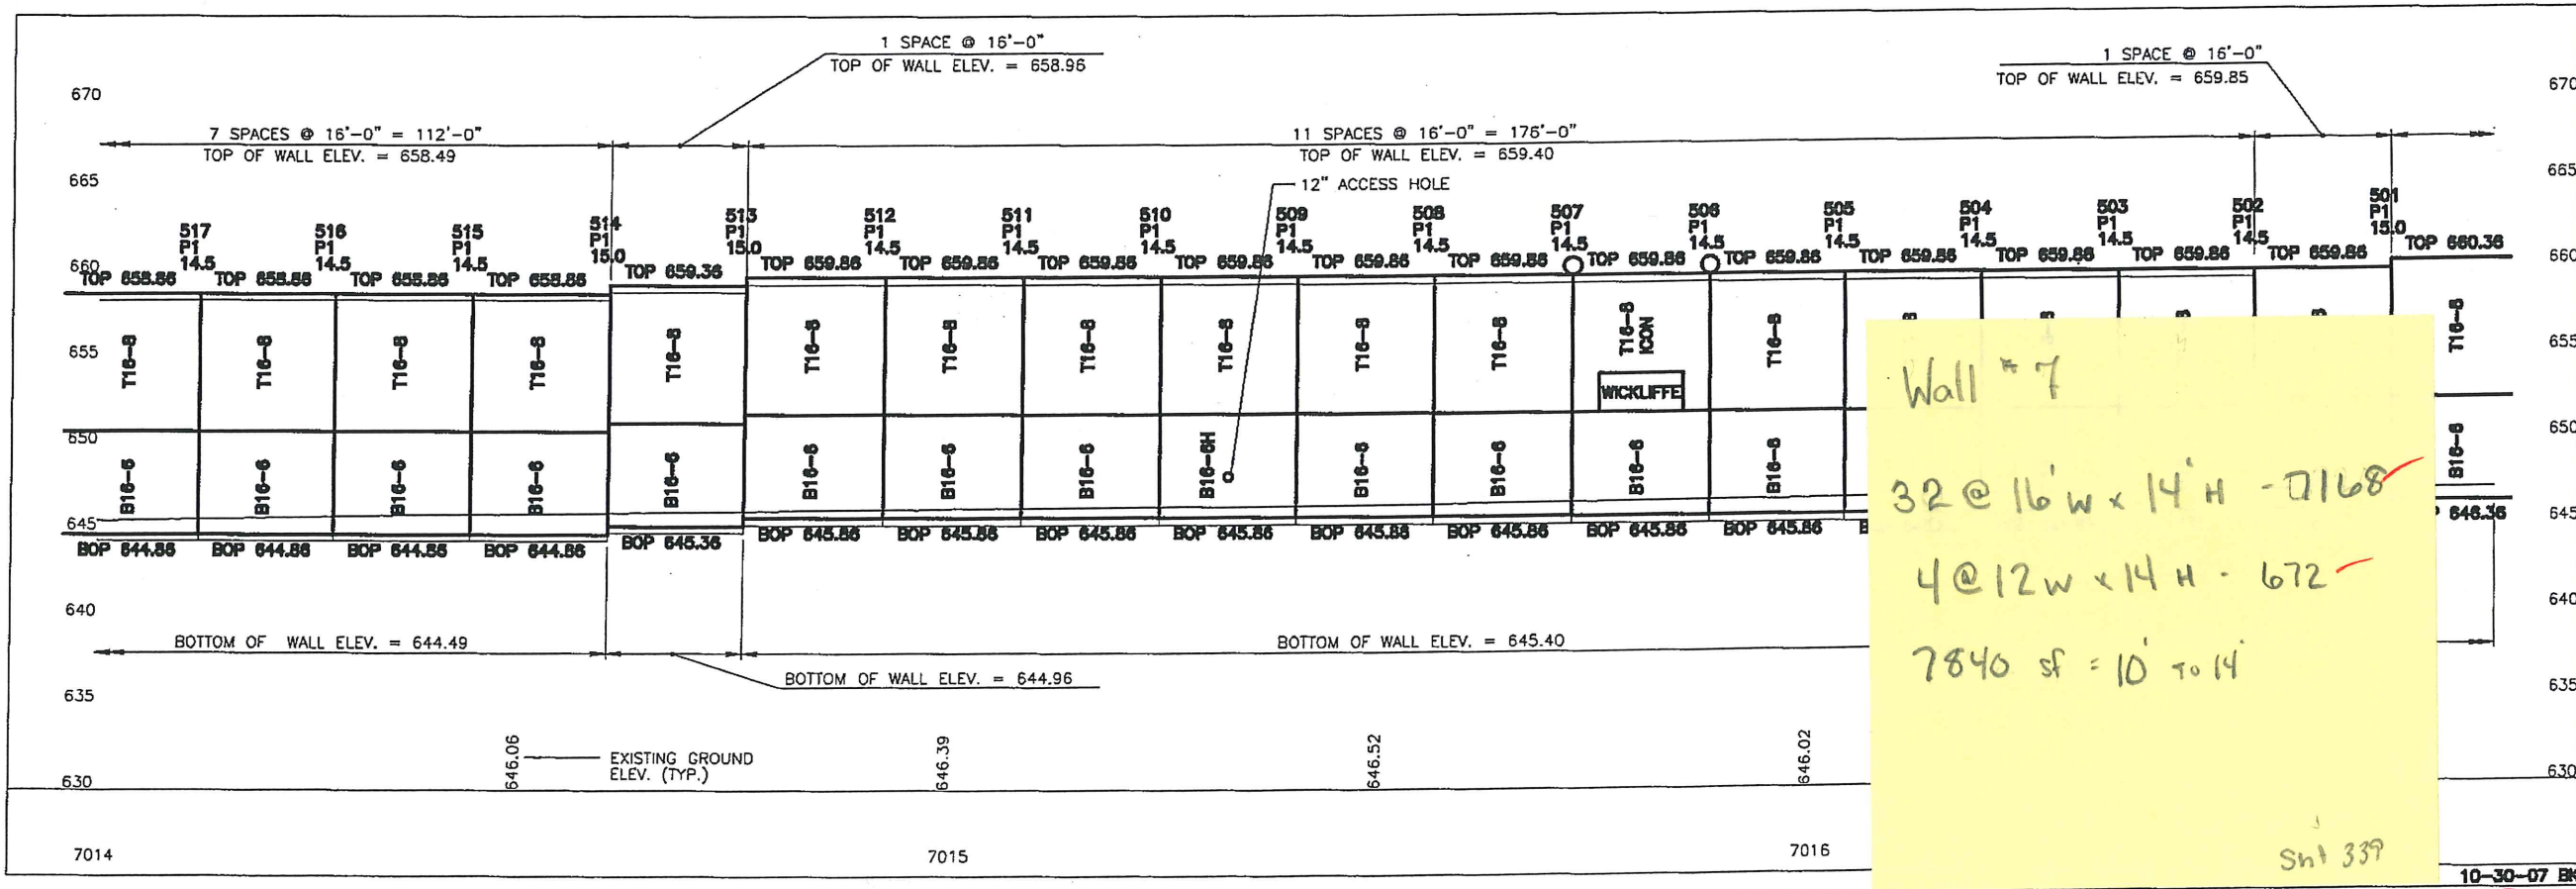 1 SPACE @ 16'-0"
TOP OF WALL ELEV. = 658.96
1 SPACE @ 16'-0"
TOP OF WALL ELEV. = 659.85
670
670
7 SPACES @ 16'-0" = 112'-0"
TOP OF WALL ELEV. = 658.49
11 SPACES @ 16'-0" = 176'-0"
TOP OF WALL ELEV. = 659.40
665
665
12" ACCESS HOLE
517 P1 14.5
516 P1 14.5
515 P1 14.5
514 P1 15.0
513 P1 15.0
512 P1 14.5
511 P1 14.5
510 P1 14.5
509 P1 14.5
508 P1 14.5
507 P1 14.5
506 P1 14.5
505 P1 14.5
504 P1 14.5
503 P1 14.5
502 P1 14.5
501 P1 15.0
660
660
TOP 658.86 TOP 658.86 TOP 658.86 TOP 658.86 TOP 659.36 TOP 659.86 TOP 659.86 TOP 659.86 TOP 659.86 TOP 659.86 TOP 659.86 TOP 659.86 TOP 659.86 TOP 659.86 TOP 659.86 TOP 659.86 TOP 660.36
655
655
T16-8 T16-8 T16-8 T16-8 T16-8 T16-8 T16-8 T16-8 T16-8 T16-8 T16-8 T16-8 ICON T16-8 T16-8
WICKLIFFE
650
650
B16-6 B16-6 B16-6 B16-6 B16-6 B16-6 B16-6 B16-6 B16-6H B16-6 B16-6 B16-6 B16-6 B16-6
645
645
BOP 644.86 BOP 644.86 BOP 644.86 BOP 644.86 BOP 645.36 BOP 645.86 BOP 645.86 BOP 645.86 BOP 645.86 BOP 645.86 BOP 645.86 BOP 645.86 BOP 645.86 646.36
640
640
BOTTOM OF WALL ELEV. = 644.49
BOTTOM OF WALL ELEV. = 645.40
BOTTOM OF WALL ELEV. = 644.96
635
635
646.06
EXISTING GROUND
ELEV. (TYP.)
646.39
646.52
646.02
630
630
7014
7015
7016
Wall # 7
32 @ 16' W x 14' H - 7168
4 @ 12 W x 14 H - 672
7840 sf = 10' TO 14'
Sht 339
10-30-07